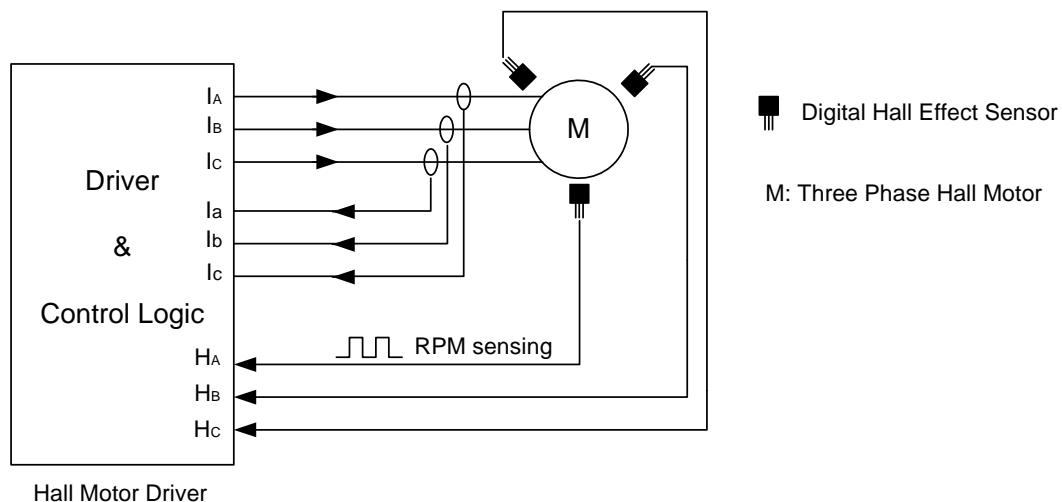 IA
IB
IC
Driver
&
Control Logic
Ia
Ib
Ic
HA
HB
HC
RPM sensing
M
Digital Hall Effect Sensor
M: Three Phase Hall Motor
Hall Motor Driver